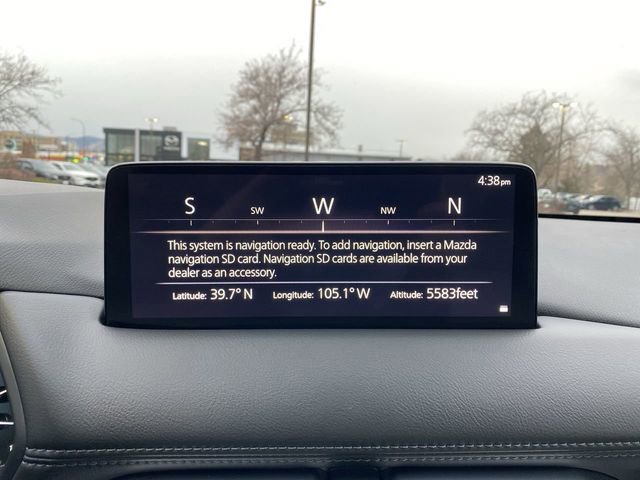 4:38pm
S SW W NW N
This system is navigation ready. To add navigation, insert a Mazda
navigation SD card. Navigation SD cards are available from your
dealer as an accessory.
Latitude: 39.7° N Longitude: 105.1° W Altitude: 5583feet